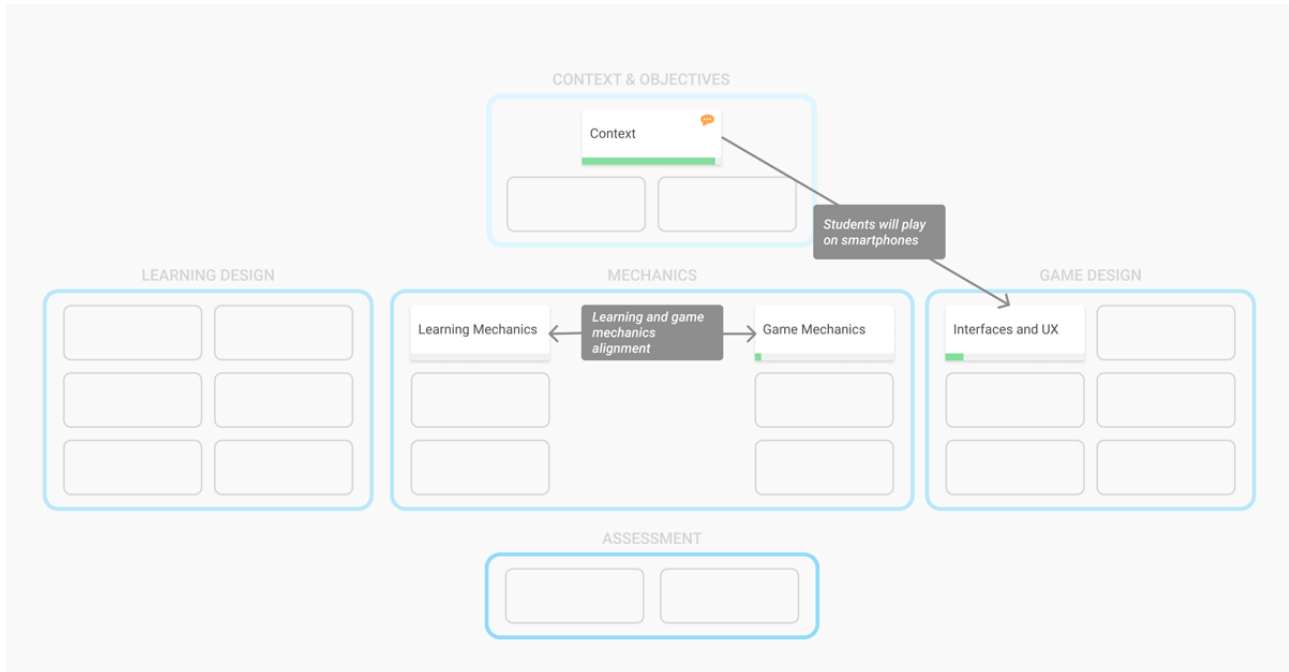 CONTEXT & OBJECTIVES
Context
Students will play
on smartphones
LEARNING DESIGN
MECHANICS
GAME DESIGN
Learning Mechanics
Learning and game
mechanics
alignment
Game Mechanics
Interfaces and UX
ASSESSMENT